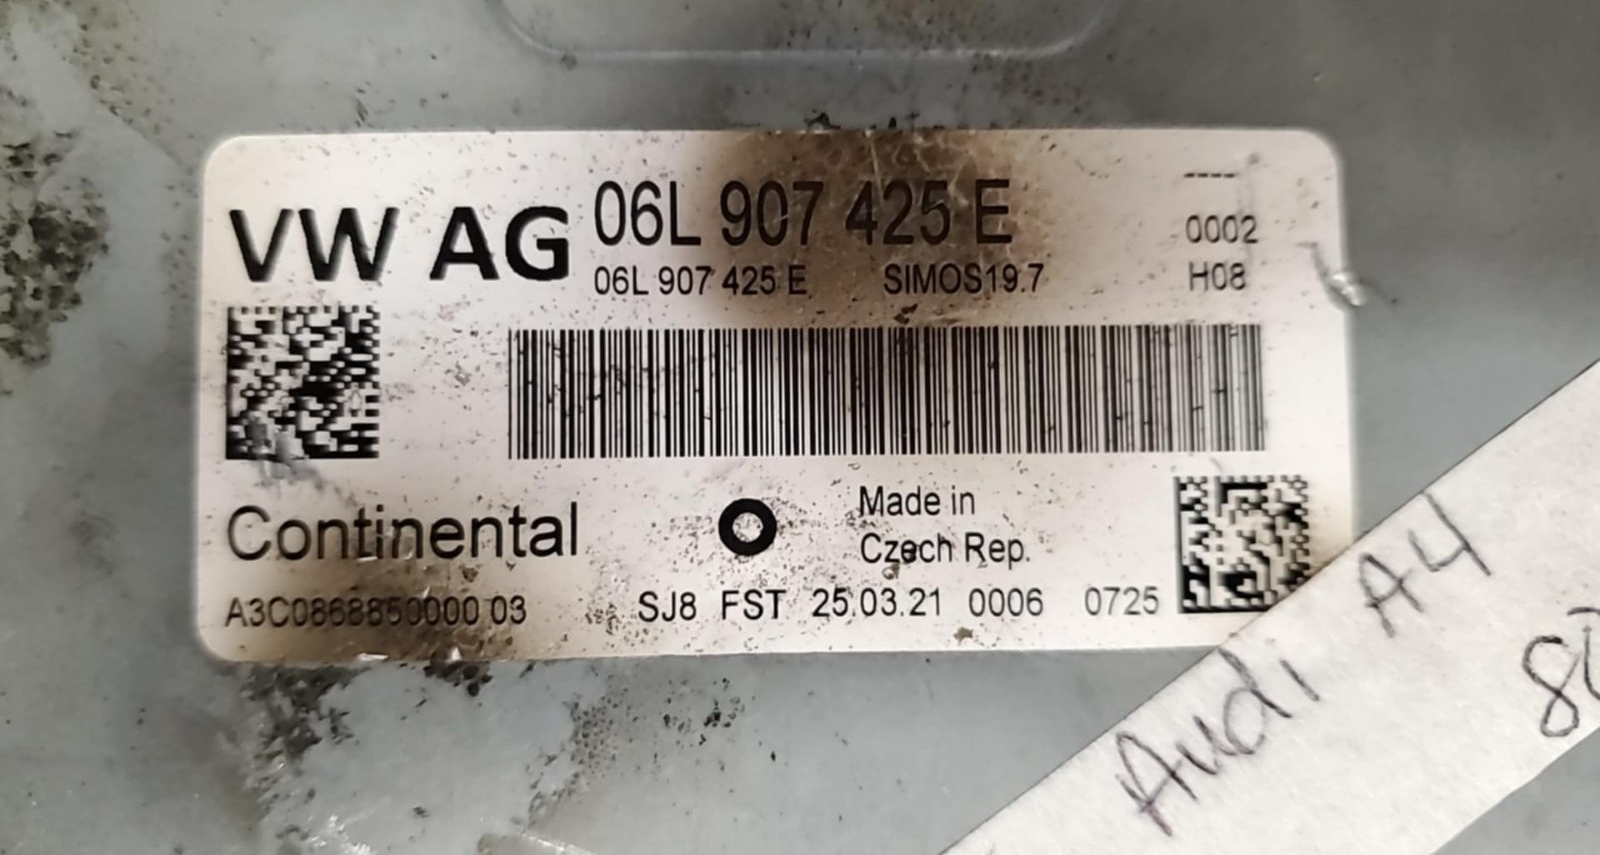 ----
VW AG 06L 907 425 E 0002
06L 907 425 E SIMOS19.7 H08
Continental
Made in
Czech Rep.
A3C0868850000 03 SJ8 FST 25.03.21 0006 0725
Audi A4